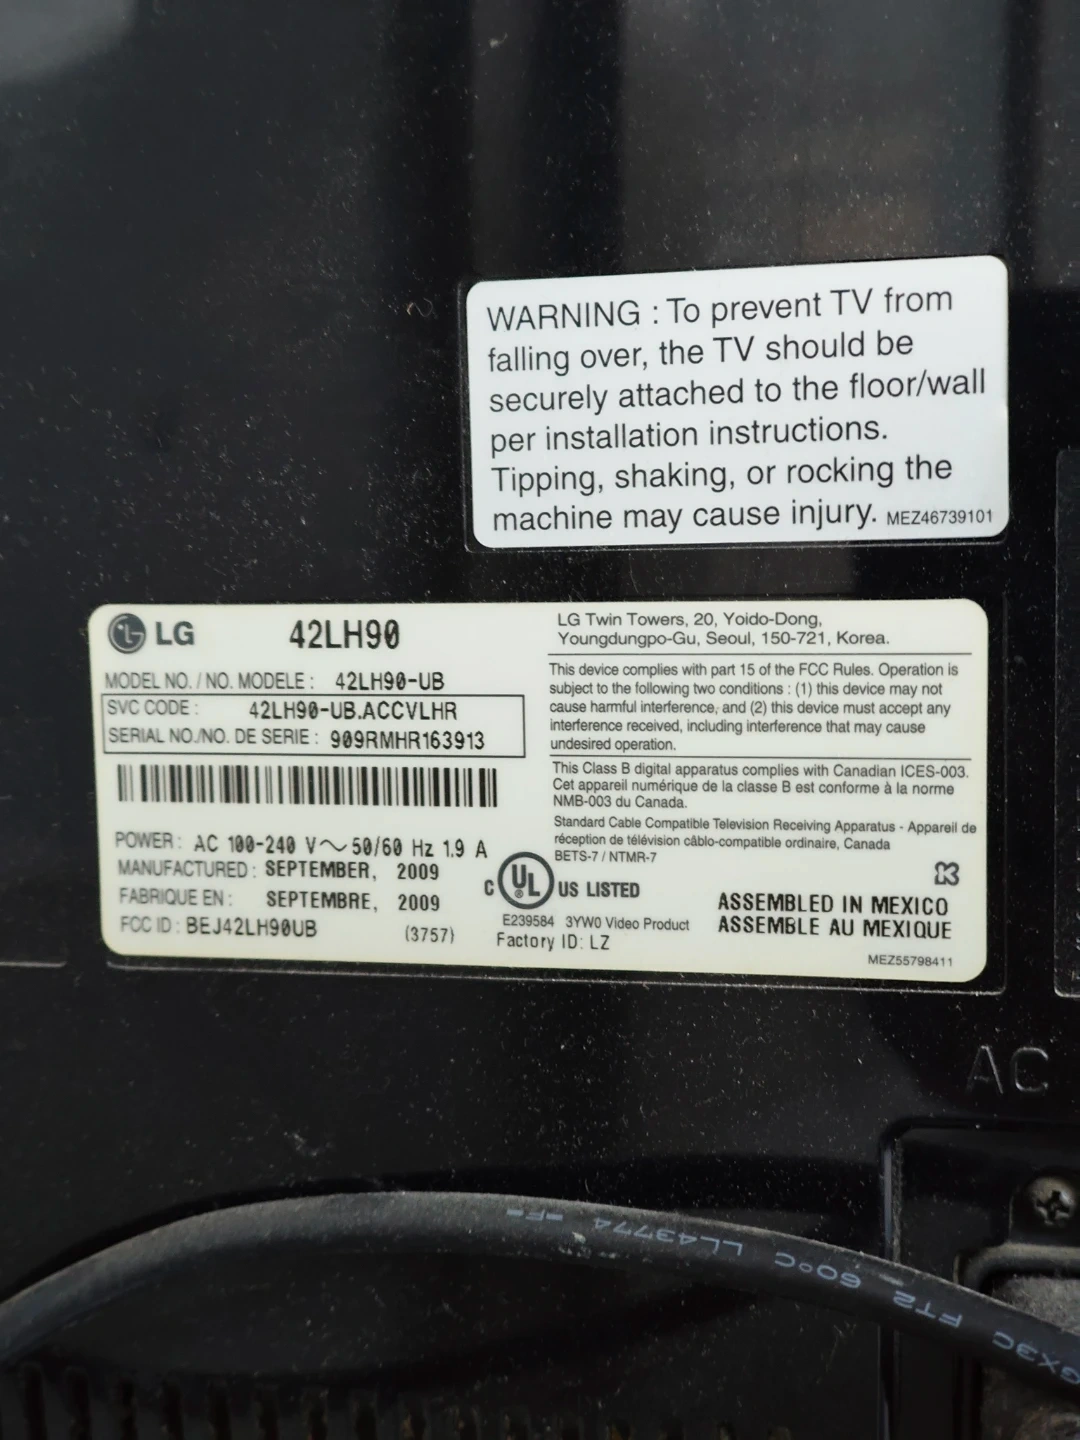 WARNING : To prevent TV from
falling over, the TV should be
securely attached to the floor/wall
per installation instructions.
Tipping, shaking, or rocking the
machine may cause injury. MEZ46739101
LG 42LH90
MODEL NO. / NO. MODELE : 42LH90-UB
SVC CODE : 42LH90-UB.ACCVLHR
SERIAL NO./NO. DE SERIE : 909RMHR163913
POWER : AC 100-240 V～50/60 Hz 1.9 A
MANUFACTURED : SEPTEMBER, 2009
FABRIQUE EN : SEPTEMBRE, 2009
FCC ID : BEJ42LH90UB (3757)
LG Twin Towers, 20, Yoido-Dong,
Youngdungpo-Gu, Seoul, 150-721, Korea.
This device complies with part 15 of the FCC Rules. Operation is
subject to the following two conditions : (1) this device may not
cause harmful interference, and (2) this device must accept any
interference received, including interference that may cause
undesired operation.
This Class B digital apparatus complies with Canadian ICES-003.
Cet appareil numérique de la classe B est conforme à la norme
NMB-003 du Canada.
Standard Cable Compatible Television Receiving Apparatus - Appareil de
réception de télévision câblo-compatible ordinaire, Canada
BETS-7 / NTMR-7
C UL ® US LISTED
E239584 3YW0 Video Product
Factory ID: LZ
ASSEMBLED IN MEXICO
ASSEMBLE AU MEXIQUE
MEZ55798411
AC
-F- LL43774 60°C FT2